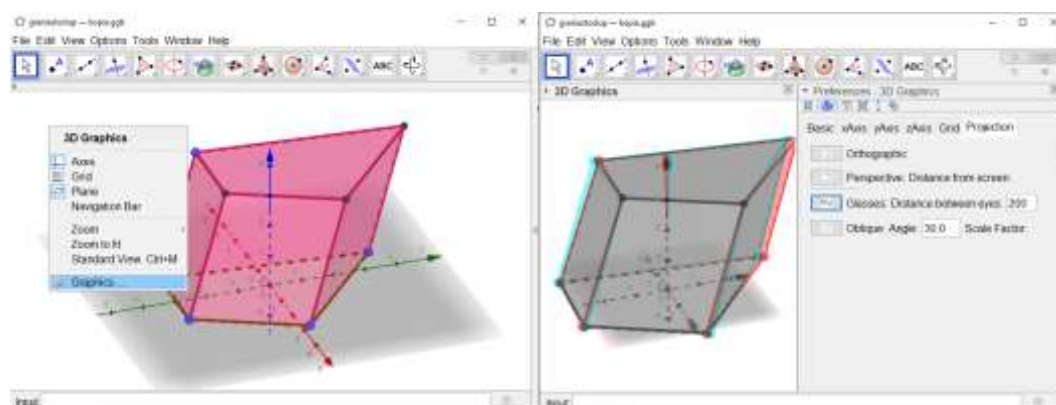 File Edit View Options Tools Window Help
ABC
3D Graphics
Axes
Grid
Plane
Navigation Bar
Zoom
Zoom to fit
Standard View Ctrl+M
Graphics ...
Input:
File Edit View Options Tools Window Help
ABC
3D Graphics
Preferences - 3D Graphics
Basic xAxis yAxis zAxis Grid Projection
Orthographic
Perspective: Distance from screen
Glasses: Distance between eyes: 200
Oblique: Angle: 30.0 Scale Factor:
Input: